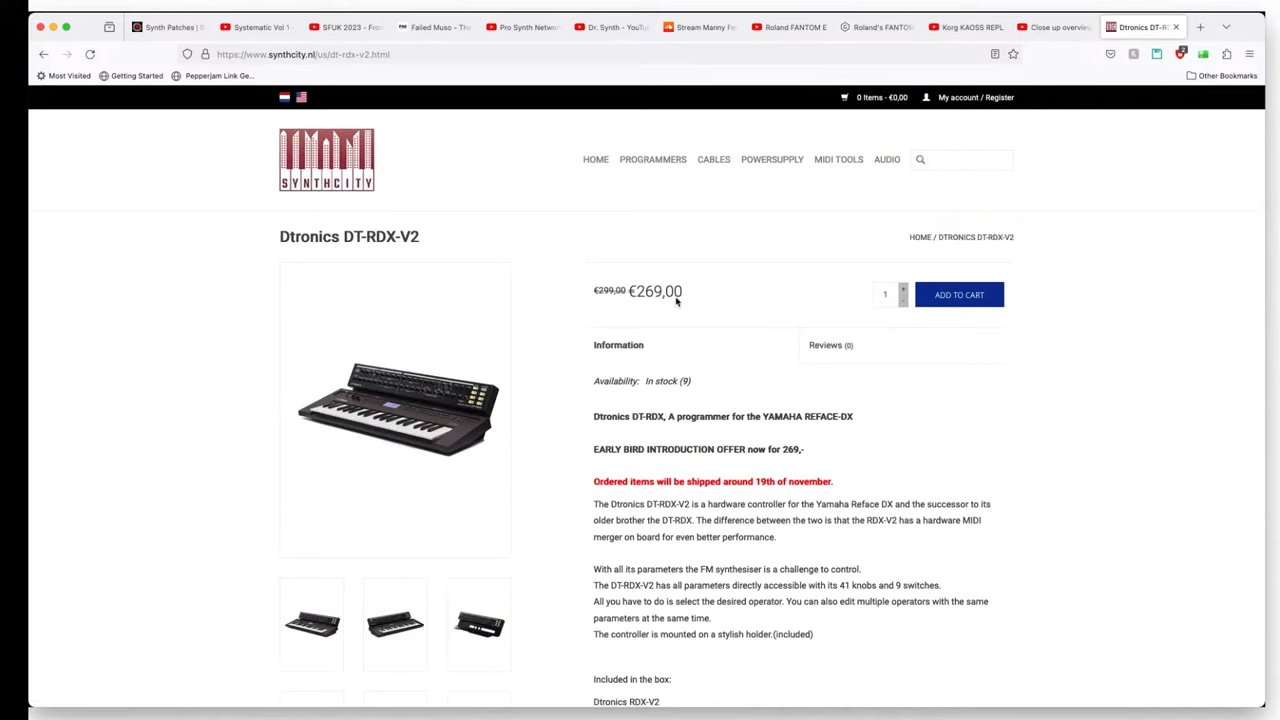 Synth Patches |
Systematic Vol 1
SFUK 2023 - From
Failed Muso - The
Pro Synth Network
Dr. Synth - YouTu
Stream Manny Fe
Roland FANTOM E
Roland's FANTOM
Korg KAOSS REPL
Close up overview
Dtronics DT-RD
https://www.synthcity.nl/us/dt-rdx-v2.html
Most Visited
Getting Started
Pepperjam Link Ge...
Other Bookmarks
0 Items - €0,00
My account / Register
SYNTHCITY
HOME
PROGRAMMERS
CABLES
POWERSUPPLY
MIDI TOOLS
AUDIO
Dtronics DT-RDX-V2
HOME / DTRONICS DT-RDX-V2
€299,00 €269,00
1
ADD TO CART
Information
Reviews (0)
Availability: In stock (9)
Dtronics DT-RDX, A programmer for the YAMAHA REFACE-DX
EARLY BIRD INTRODUCTION OFFER now for 269,-
Ordered items will be shipped around 19th of november.
The Dtronics DT-RDX-V2 is a hardware controller for the Yamaha Reface DX and the successor to its
older brother the DT-RDX. The difference between the two is that the RDX-V2 has a hardware MIDI
merger on board for even better performance.
With all its parameters the FM synthesiser is a challenge to control.
The DT-RDX-V2 has all parameters directly accessible with its 41 knobs and 9 switches.
All you have to do is select the desired operator. You can also edit multiple operators with the same
parameters at the same time.
The controller is mounted on a stylish holder.(included)
Included in the box:
Dtronics RDX-V2